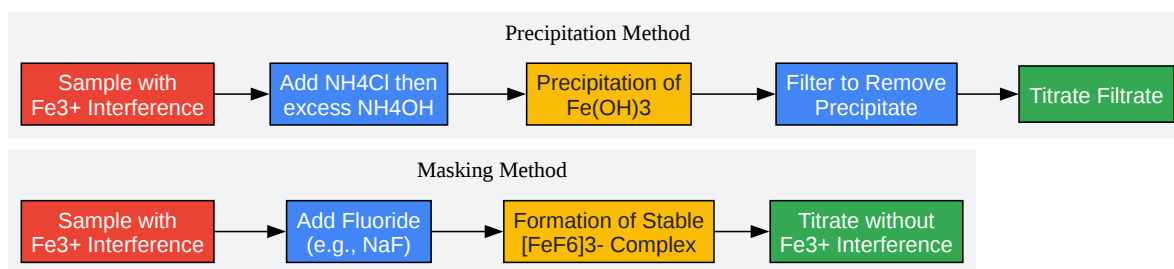 Precipitation Method
Sample with
Fe3+ Interference
Add NH4Cl then
excess NH4OH
Precipitation of
Fe(OH)3
Filter to Remove
Precipitate
Titrate Filtrate
Masking Method
Sample with
Fe3+ Interference
Add Fluoride
(e.g., NaF)
Formation of Stable
[FeF6]3- Complex
Titrate without
Fe3+ Interference